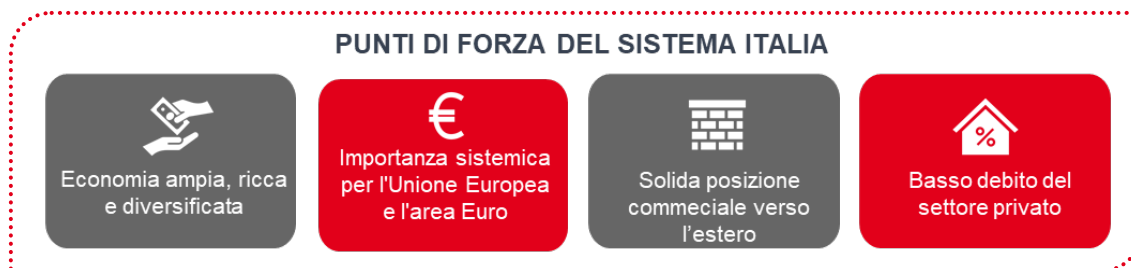 PUNTI DI FORZA DEL SISTEMA ITALIA
Economia ampia, ricca
e diversificata
€
Importanza sistemica
per l'Unione Europea
e l'area Euro
Solida posizione
commeciale verso
l’estero
%
Basso debito del
settore privato